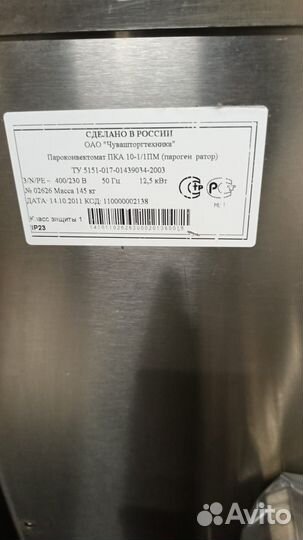 СДЕЛАНО В РОССИИ
ОАО "Чувашторгтехника"
Пароконвектомат ПКА 10-1/1ПМ (пароген ратор)
ТУ 5151-017-01439034-2003
3/N/PE~ 400/230 В 50 Гц 12,5 кВт
№ 02626 Масса 145 кг
ДАТА: 14.10.2011 КОД: 110000002138
Класс защиты 1
IP23
Avito